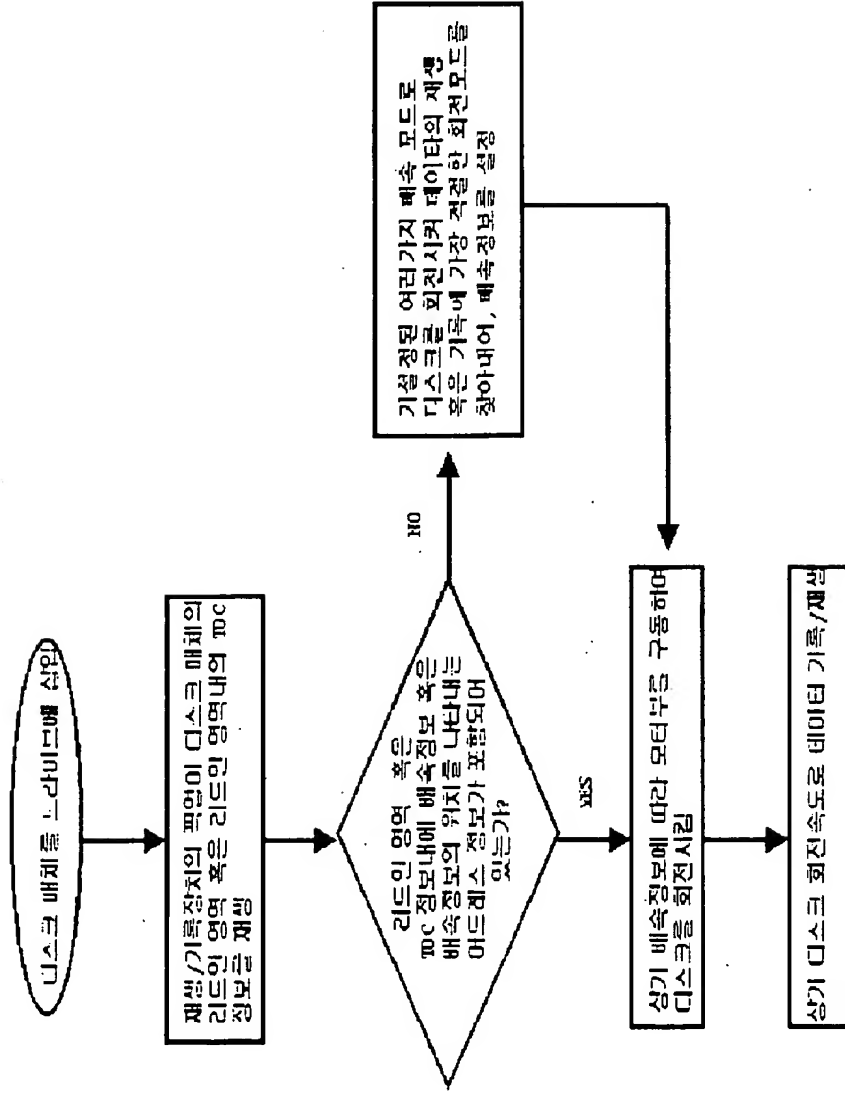 디스크 매체를 드라이브에 삽입
재생/기록장치의 픽업이 디스크 매체의
리드인 영역 혹은 리드인 영역내의 TOC
정보를 재생
리드인 영역 혹은
TOC 정보내에 배속정보 혹은
배속정보의 위치를 나타내는
어드레스 정보가 포함되어
있는가?
NO
기설정된 여러가지 배속 모드로
디스크를 회전시켜 데이타의 재생
혹은 기록에 가장 적절한 회전모드를
찾아내어, 배속정보를 설정
YES
상기 배속정보에 따라 모터부를 구동하여
디스크를 회전시킴
상기 디스크 회전속도로 데이타 기록/재생